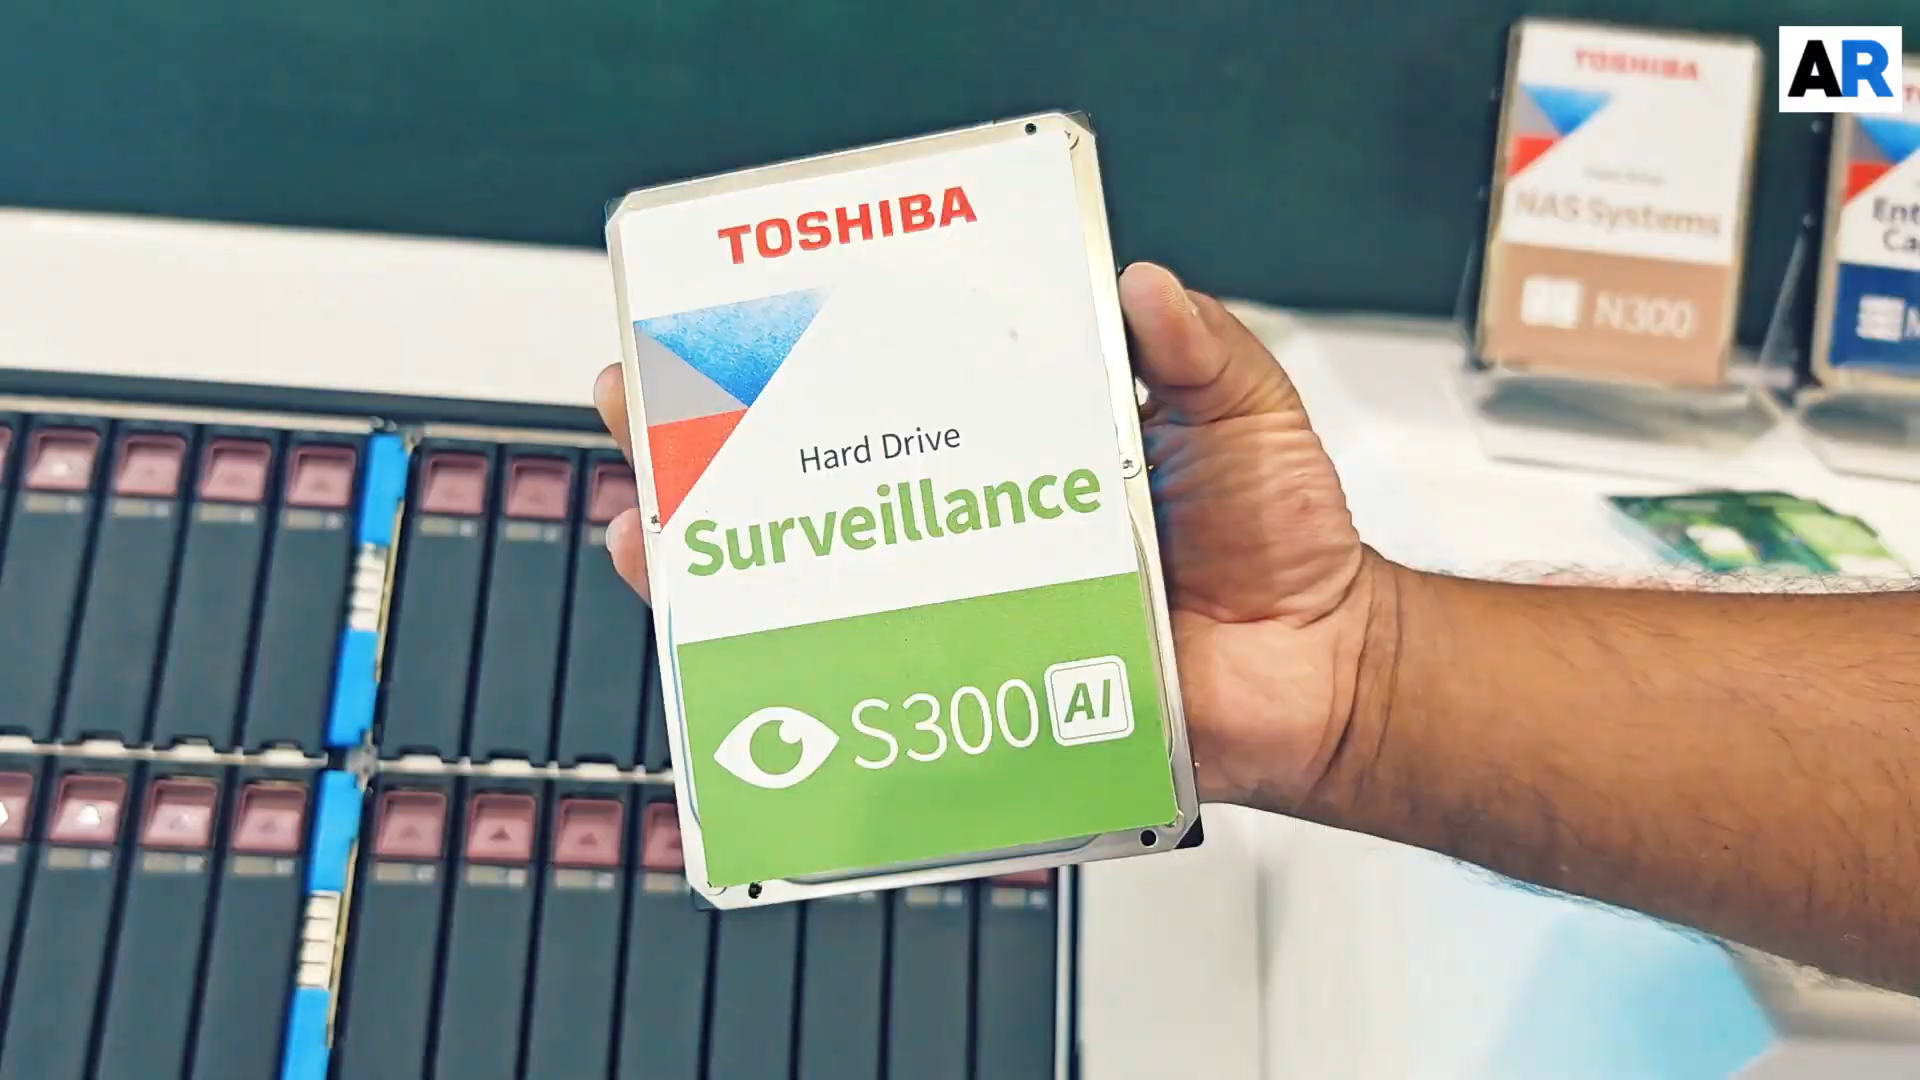 TOSHIBA
Hard Drive
Surveillance
S300 AI
TOSHIBA
NAS Systems
N300
AR